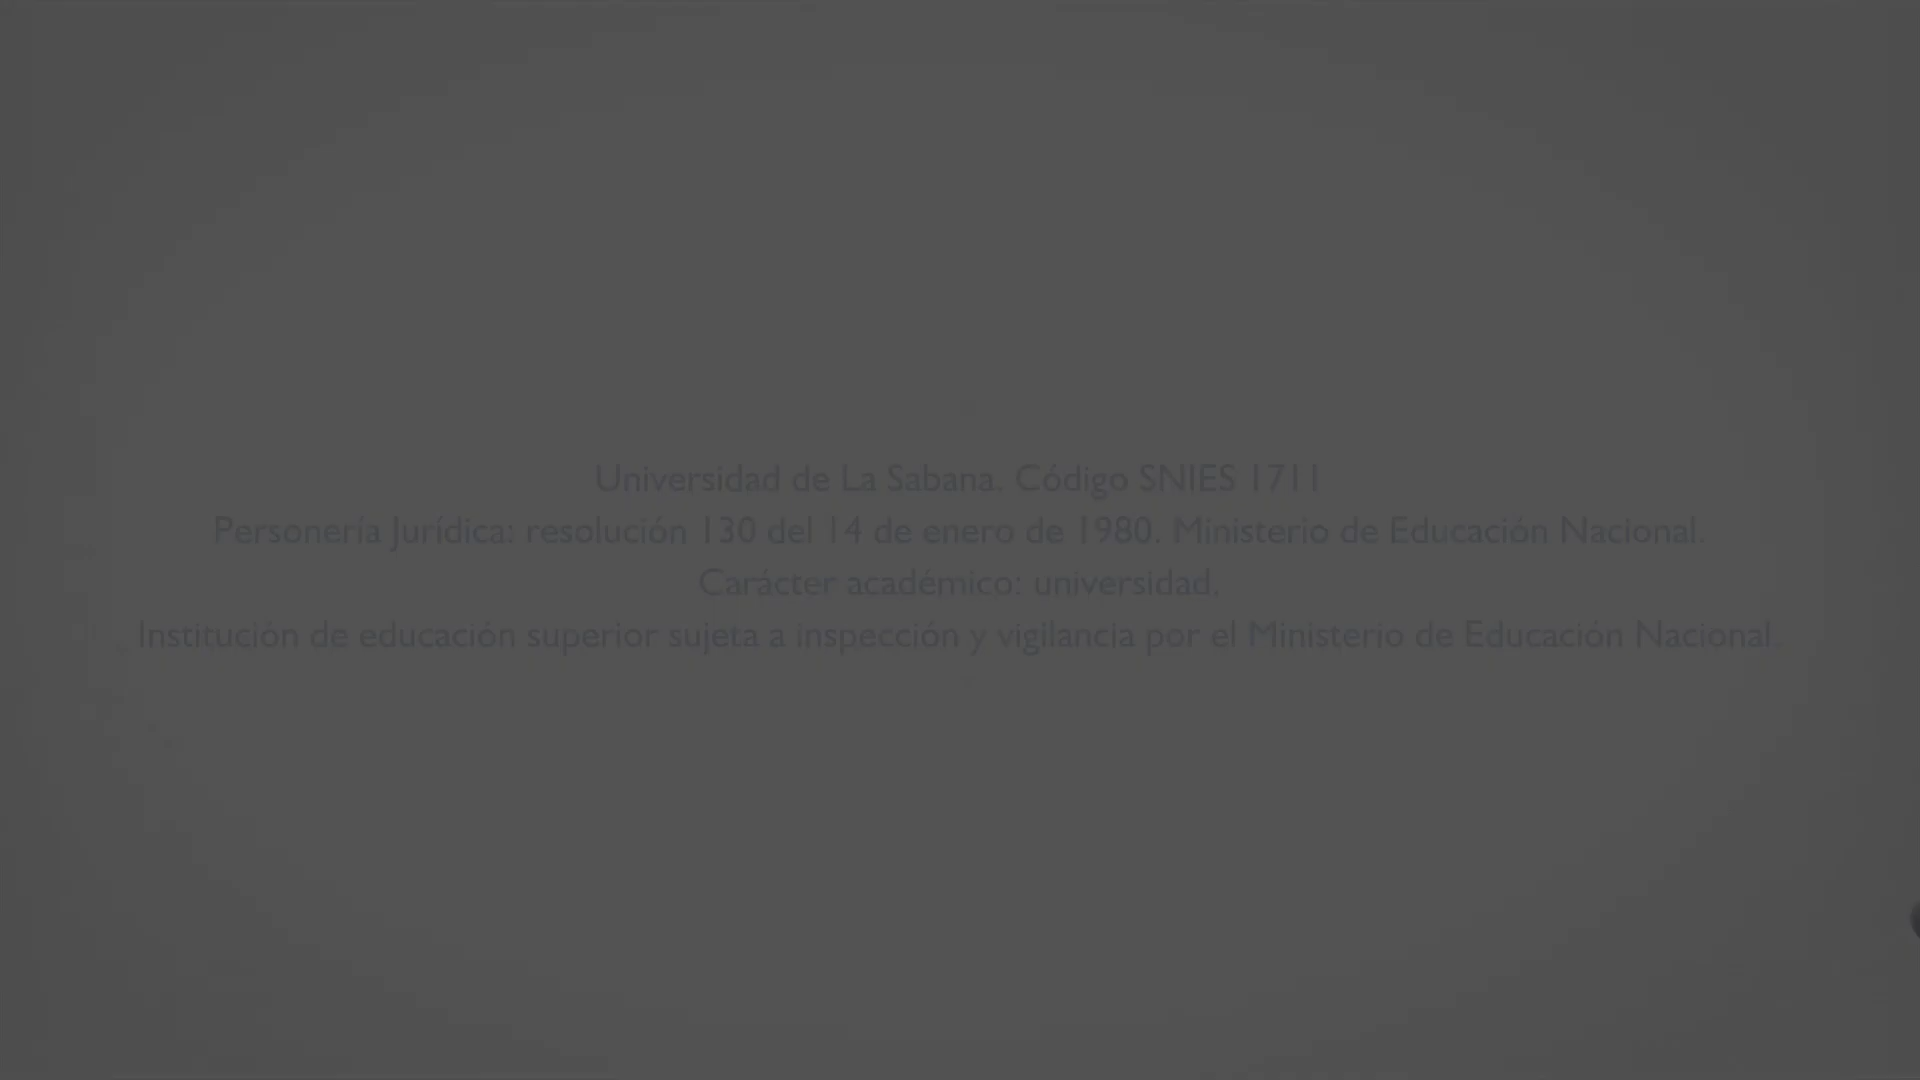 Universidad de La Sabana. Código SNIES 1711
Personería Jurídica: resolución 130 del 14 de enero de 1980. Ministerio de Educación Nacional.
Carácter académico: universidad.
Institución de educación superior sujeta a inspección y vigilancia por el Ministerio de Educación Nacional.